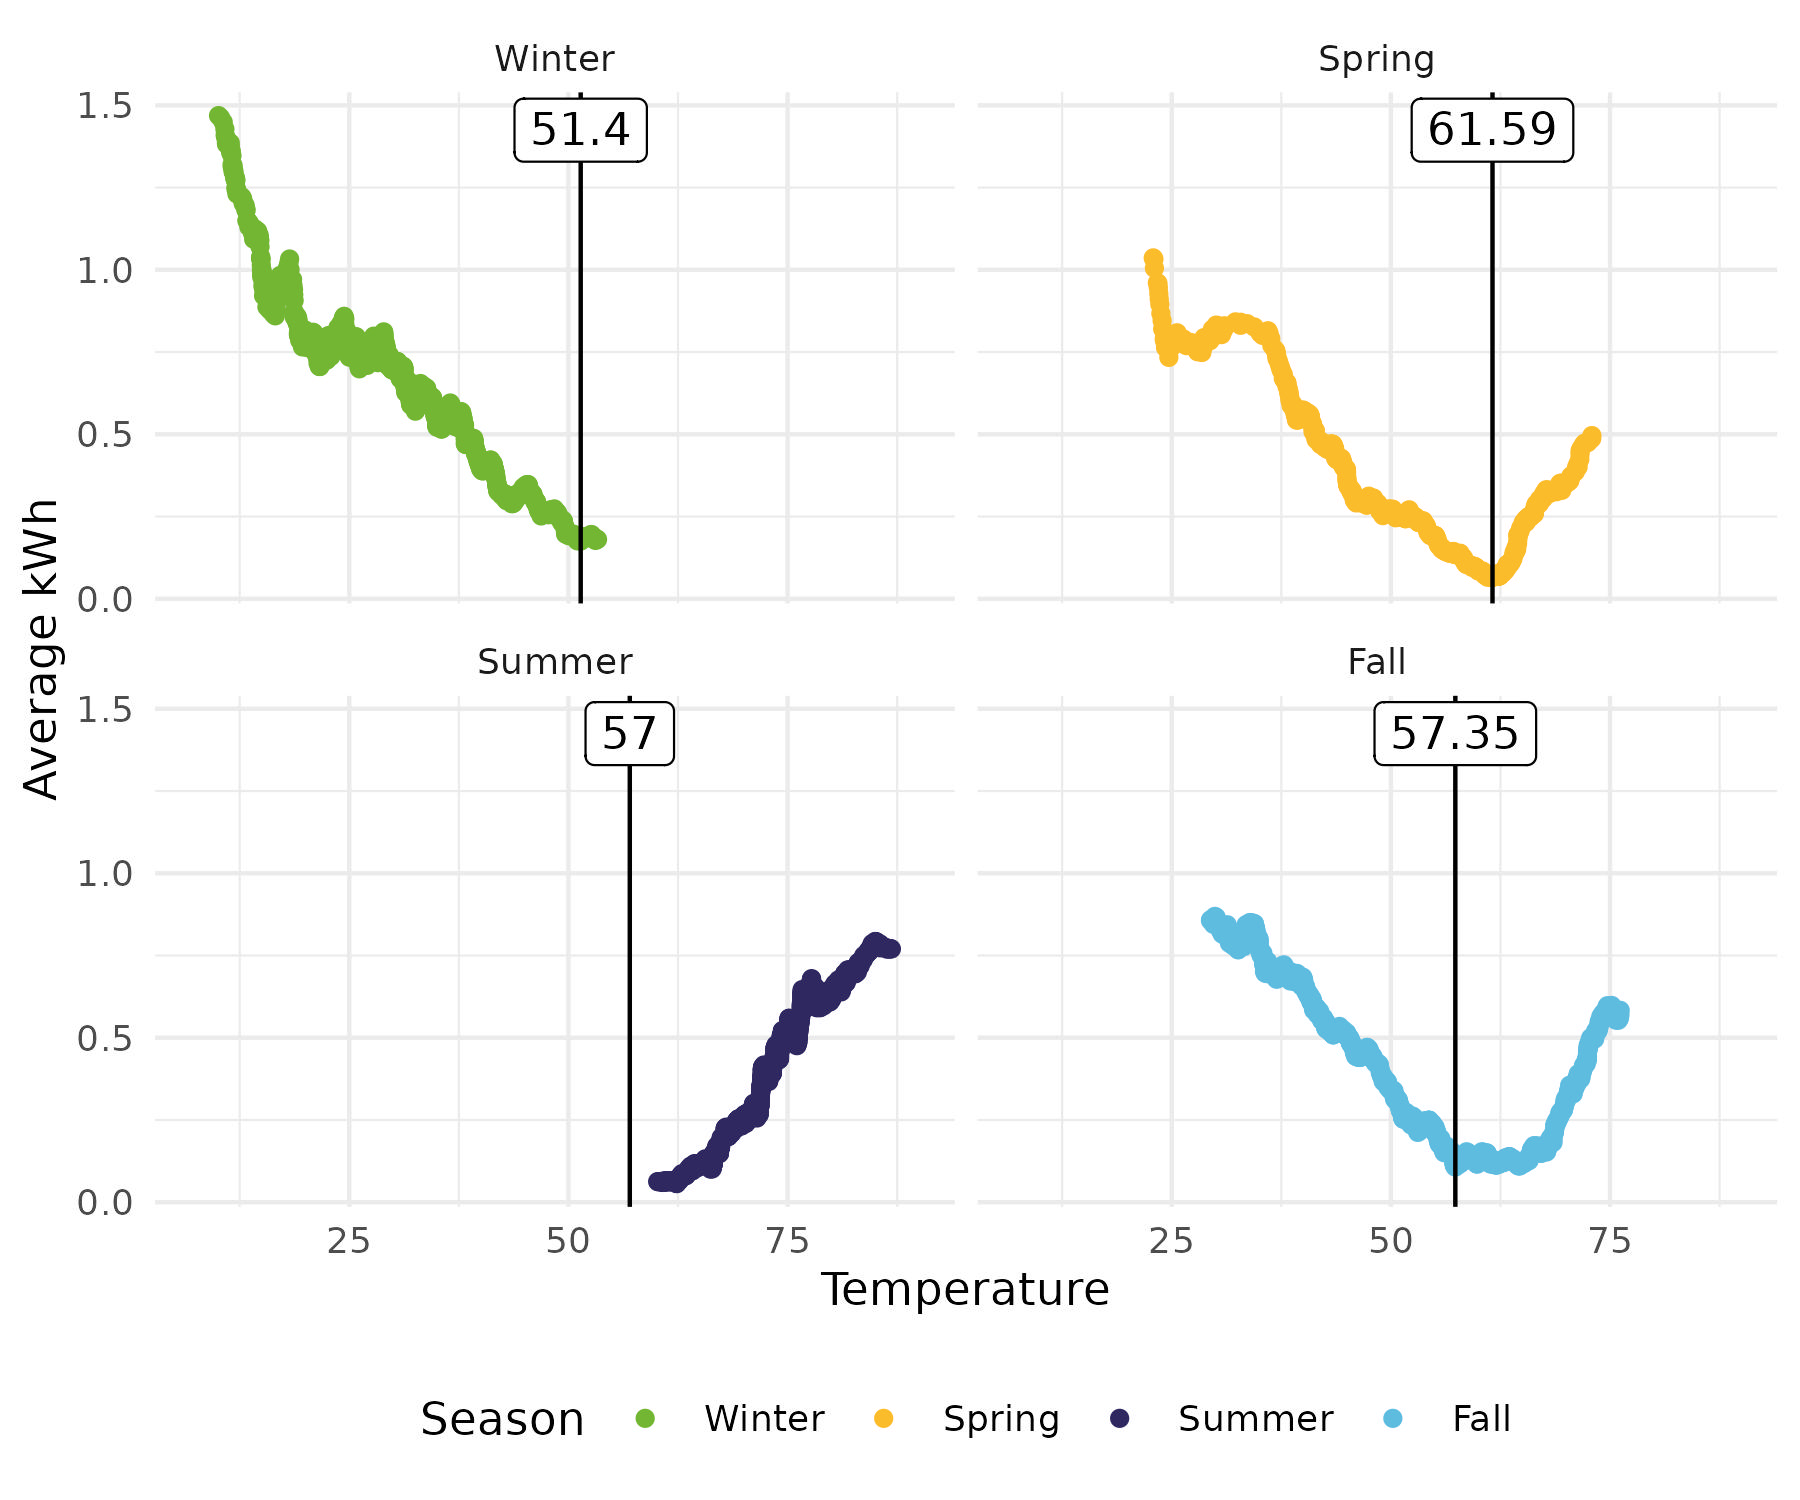 Winter
Spring
1.5
51.4
61.59
1.0
0.5
0.0
Average kWh
Summer
Fall
1.5
57
57.35
1.0
0.5
0.0
25 50 75
25 50 75
Temperature
Season Winter Spring Summer Fall